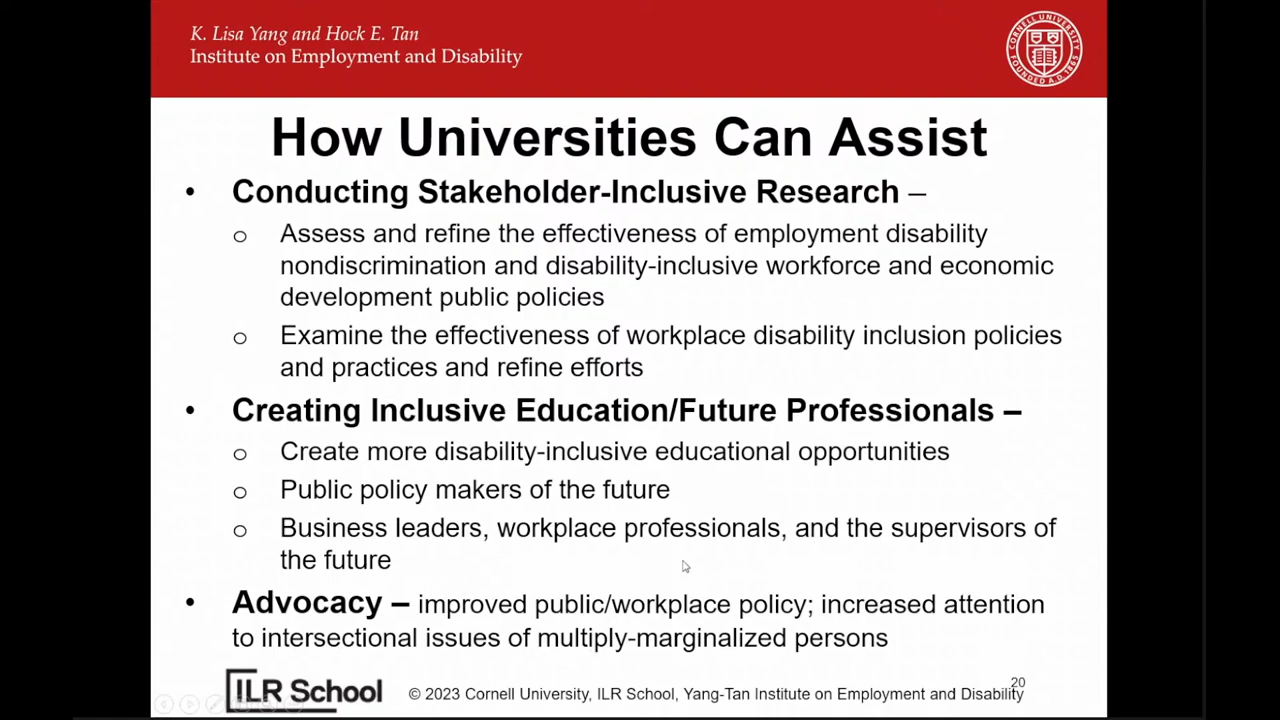 K. Lisa Yang and Hock E. Tan
Institute on Employment and Disability
CORNELL UNIVERSITY
FOUNDED A.D. 1865
How Universities Can Assist
• Conducting Stakeholder-Inclusive Research –
o Assess and refine the effectiveness of employment disability
nondiscrimination and disability-inclusive workforce and economic
development public policies
o Examine the effectiveness of workplace disability inclusion policies
and practices and refine efforts
• Creating Inclusive Education/Future Professionals –
o Create more disability-inclusive educational opportunities
o Public policy makers of the future
o Business leaders, workplace professionals, and the supervisors of
the future
• Advocacy – improved public/workplace policy; increased attention
to intersectional issues of multiply-marginalized persons
ILR School
© 2023 Cornell University, ILR School, Yang-Tan Institute on Employment and Disability
20